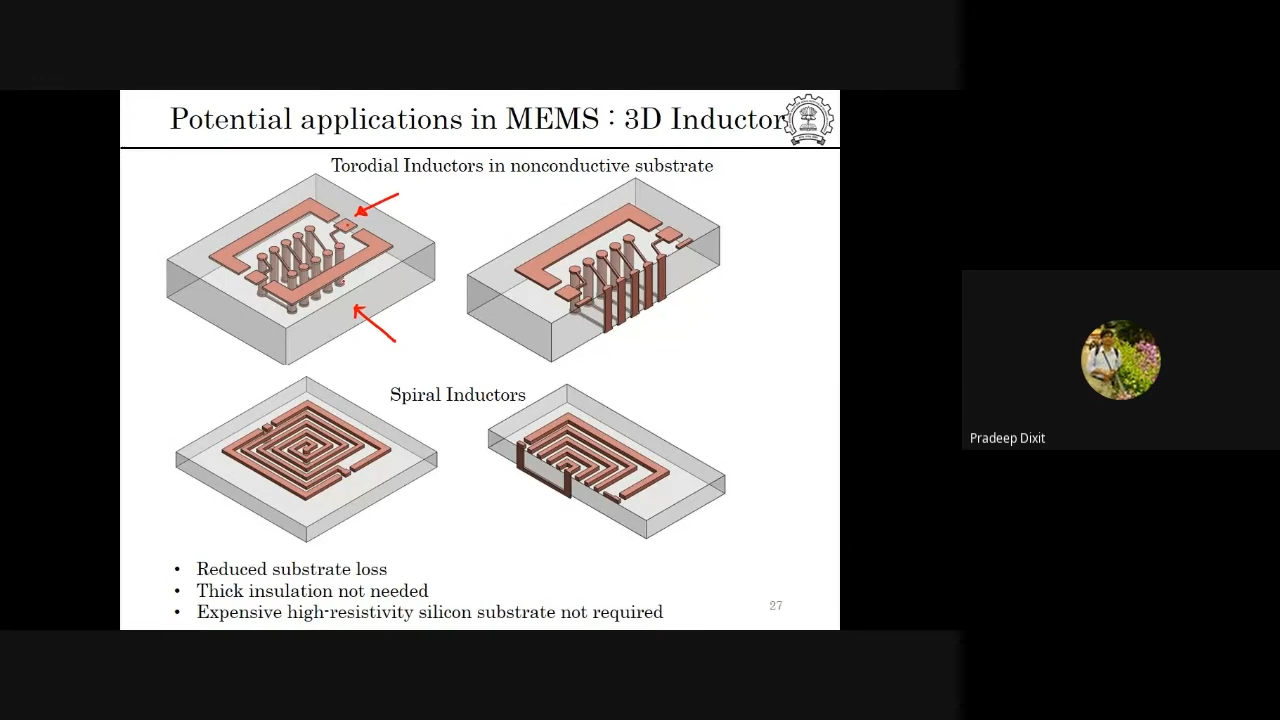 Potential applications in MEMS : 3D Inductor
Torodial Inductors in nonconductive substrate
Spiral Inductors
• Reduced substrate loss
• Thick insulation not needed
• Expensive high-resistivity silicon substrate not required
27
Pradeep Dixit